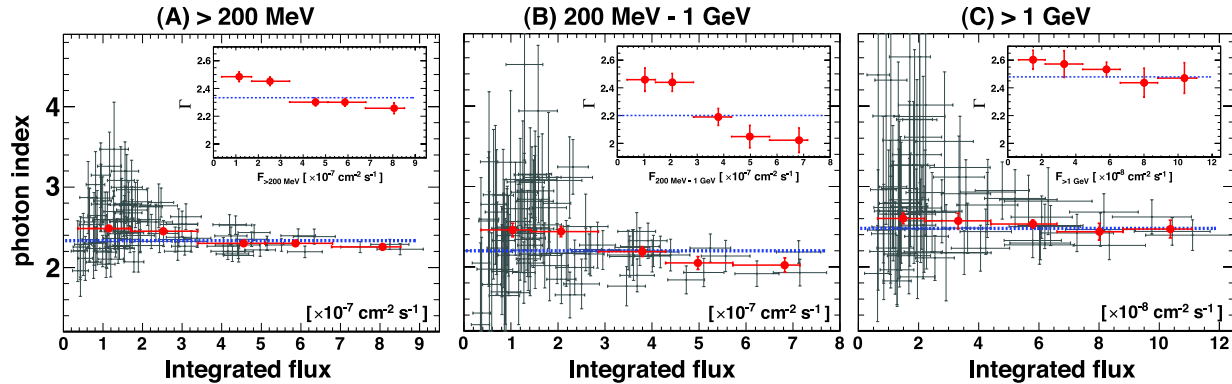 (A) > 200 MeV
(B) 200 MeV - 1 GeV
(C) > 1 GeV
photon index
4
3
2
2.6
2.4
2.2
2
Γ
0 1 2 3 4 5 6 7 8 9
F>200 MeV [ ×10-7 cm-2 s-1]
[ ×10-7 cm-2 s-1]
0 1 2 3 4 5 6 7 8 9
Integrated flux
2.6
2.4
2.2
2
Γ
0 1 2 3 4 5 6 7 8
F200 MeV - 1 GeV [ ×10-7 cm-2 s-1]
[ ×10-7 cm-2 s-1]
0 1 2 3 4 5 6 7 8
Integrated flux
2.6
2.4
2.2
2
Γ
0 2 4 6 8 10 12
F>1 GeV [ ×10-8 cm-2 s-1]
[ ×10-8 cm-2 s-1]
0 2 4 6 8 10 12
Integrated flux